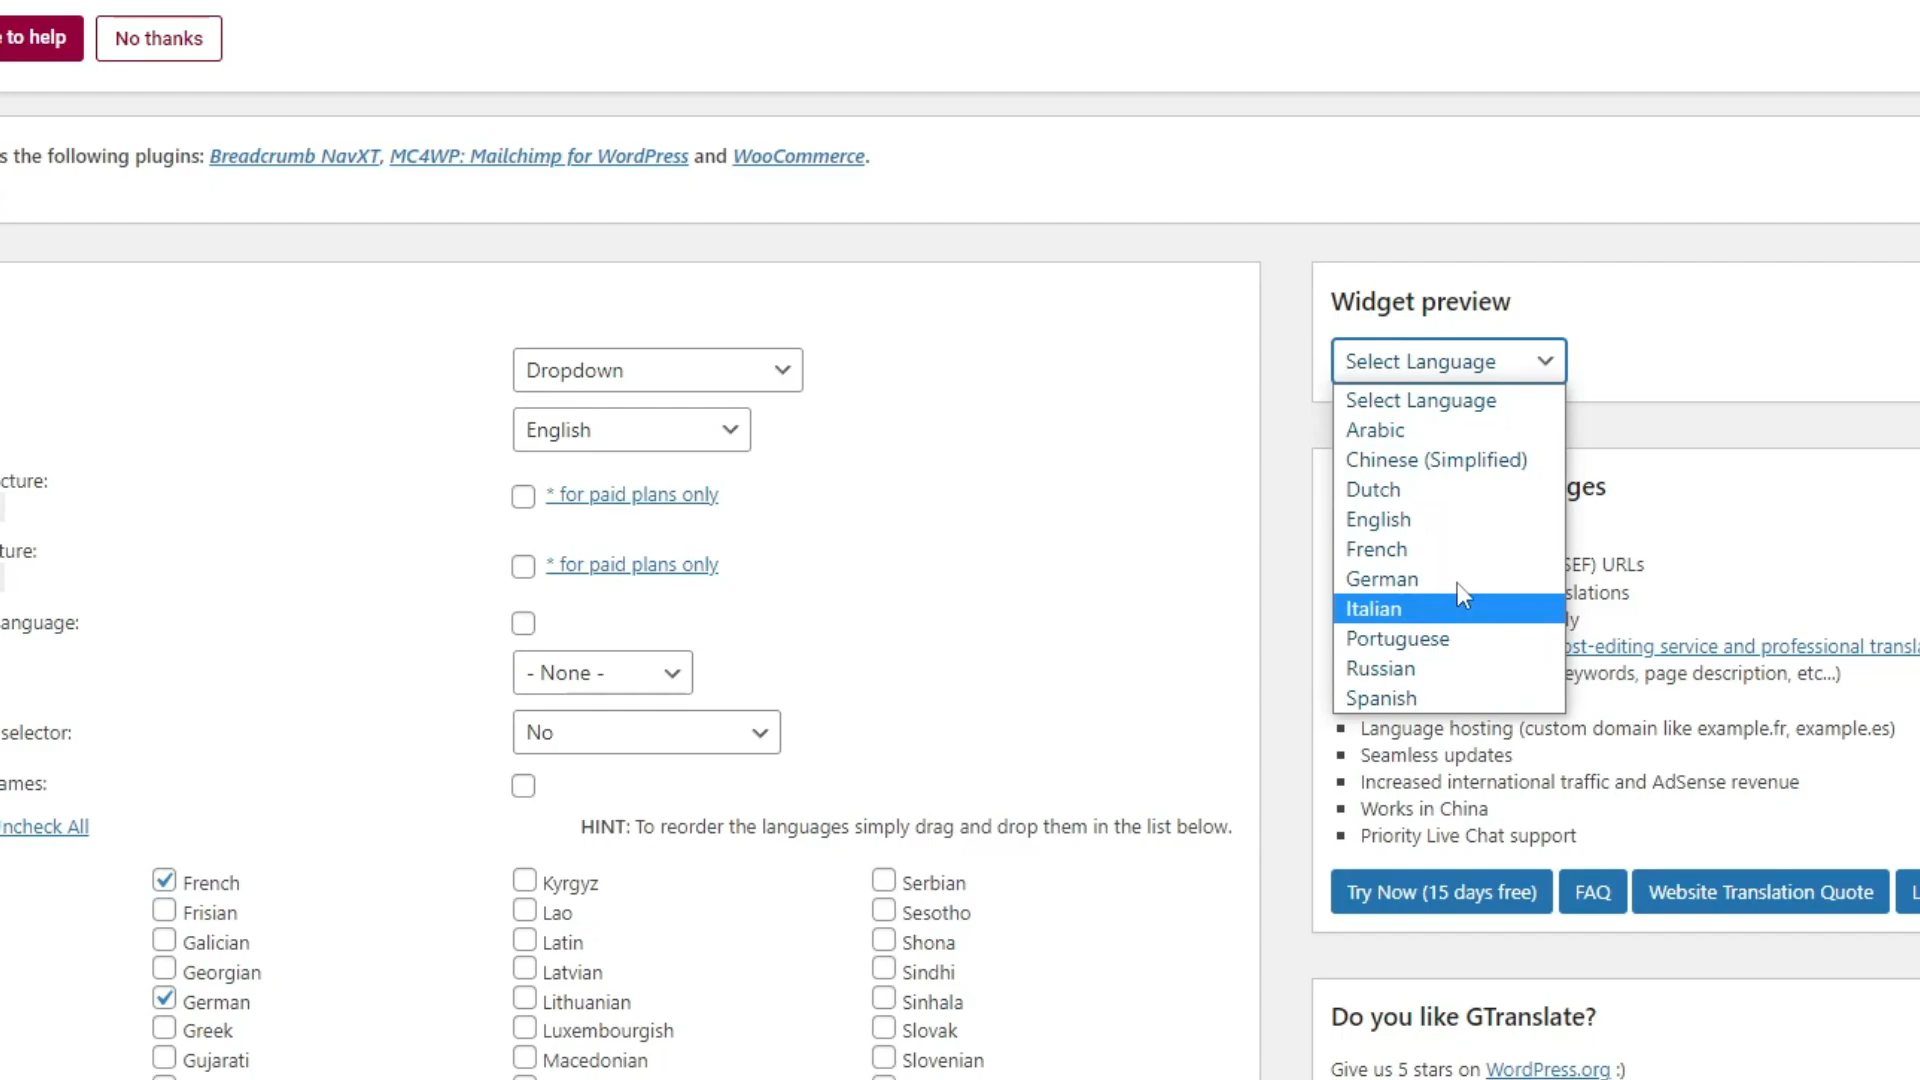 to help
No thanks
s the following plugins: Breadcrumb NavXT, MC4WP: Mailchimp for WordPress and WooCommerce.
Dropdown
English
cture:
* for paid plans only
ture:
* for paid plans only
anguage:
- None -
selector:
No
ames:
ncheck All
HINT: To reorder the languages simply drag and drop them in the list below.
French
Frisian
Galician
Georgian
German
Greek
Gujarati
Kyrgyz
Lao
Latin
Latvian
Lithuanian
Luxembourgish
Macedonian
Serbian
Sesotho
Shona
Sindhi
Sinhala
Slovak
Slovenian
Widget preview
Select Language
Select Language
Arabic
Chinese (Simplified)
Dutch
English
French
German
Italian
Portuguese
Russian
Spanish
ges
SEF) URLs
slations
ly
ost-editing service and professional transla
eywords, page description, etc...)
Language hosting (custom domain like example.fr, example.es)
Seamless updates
Increased international traffic and AdSense revenue
Works in China
Priority Live Chat support
Try Now (15 days free)
FAQ
Website Translation Quote
Do you like GTranslate?
Give us 5 stars on WordPress.org :)